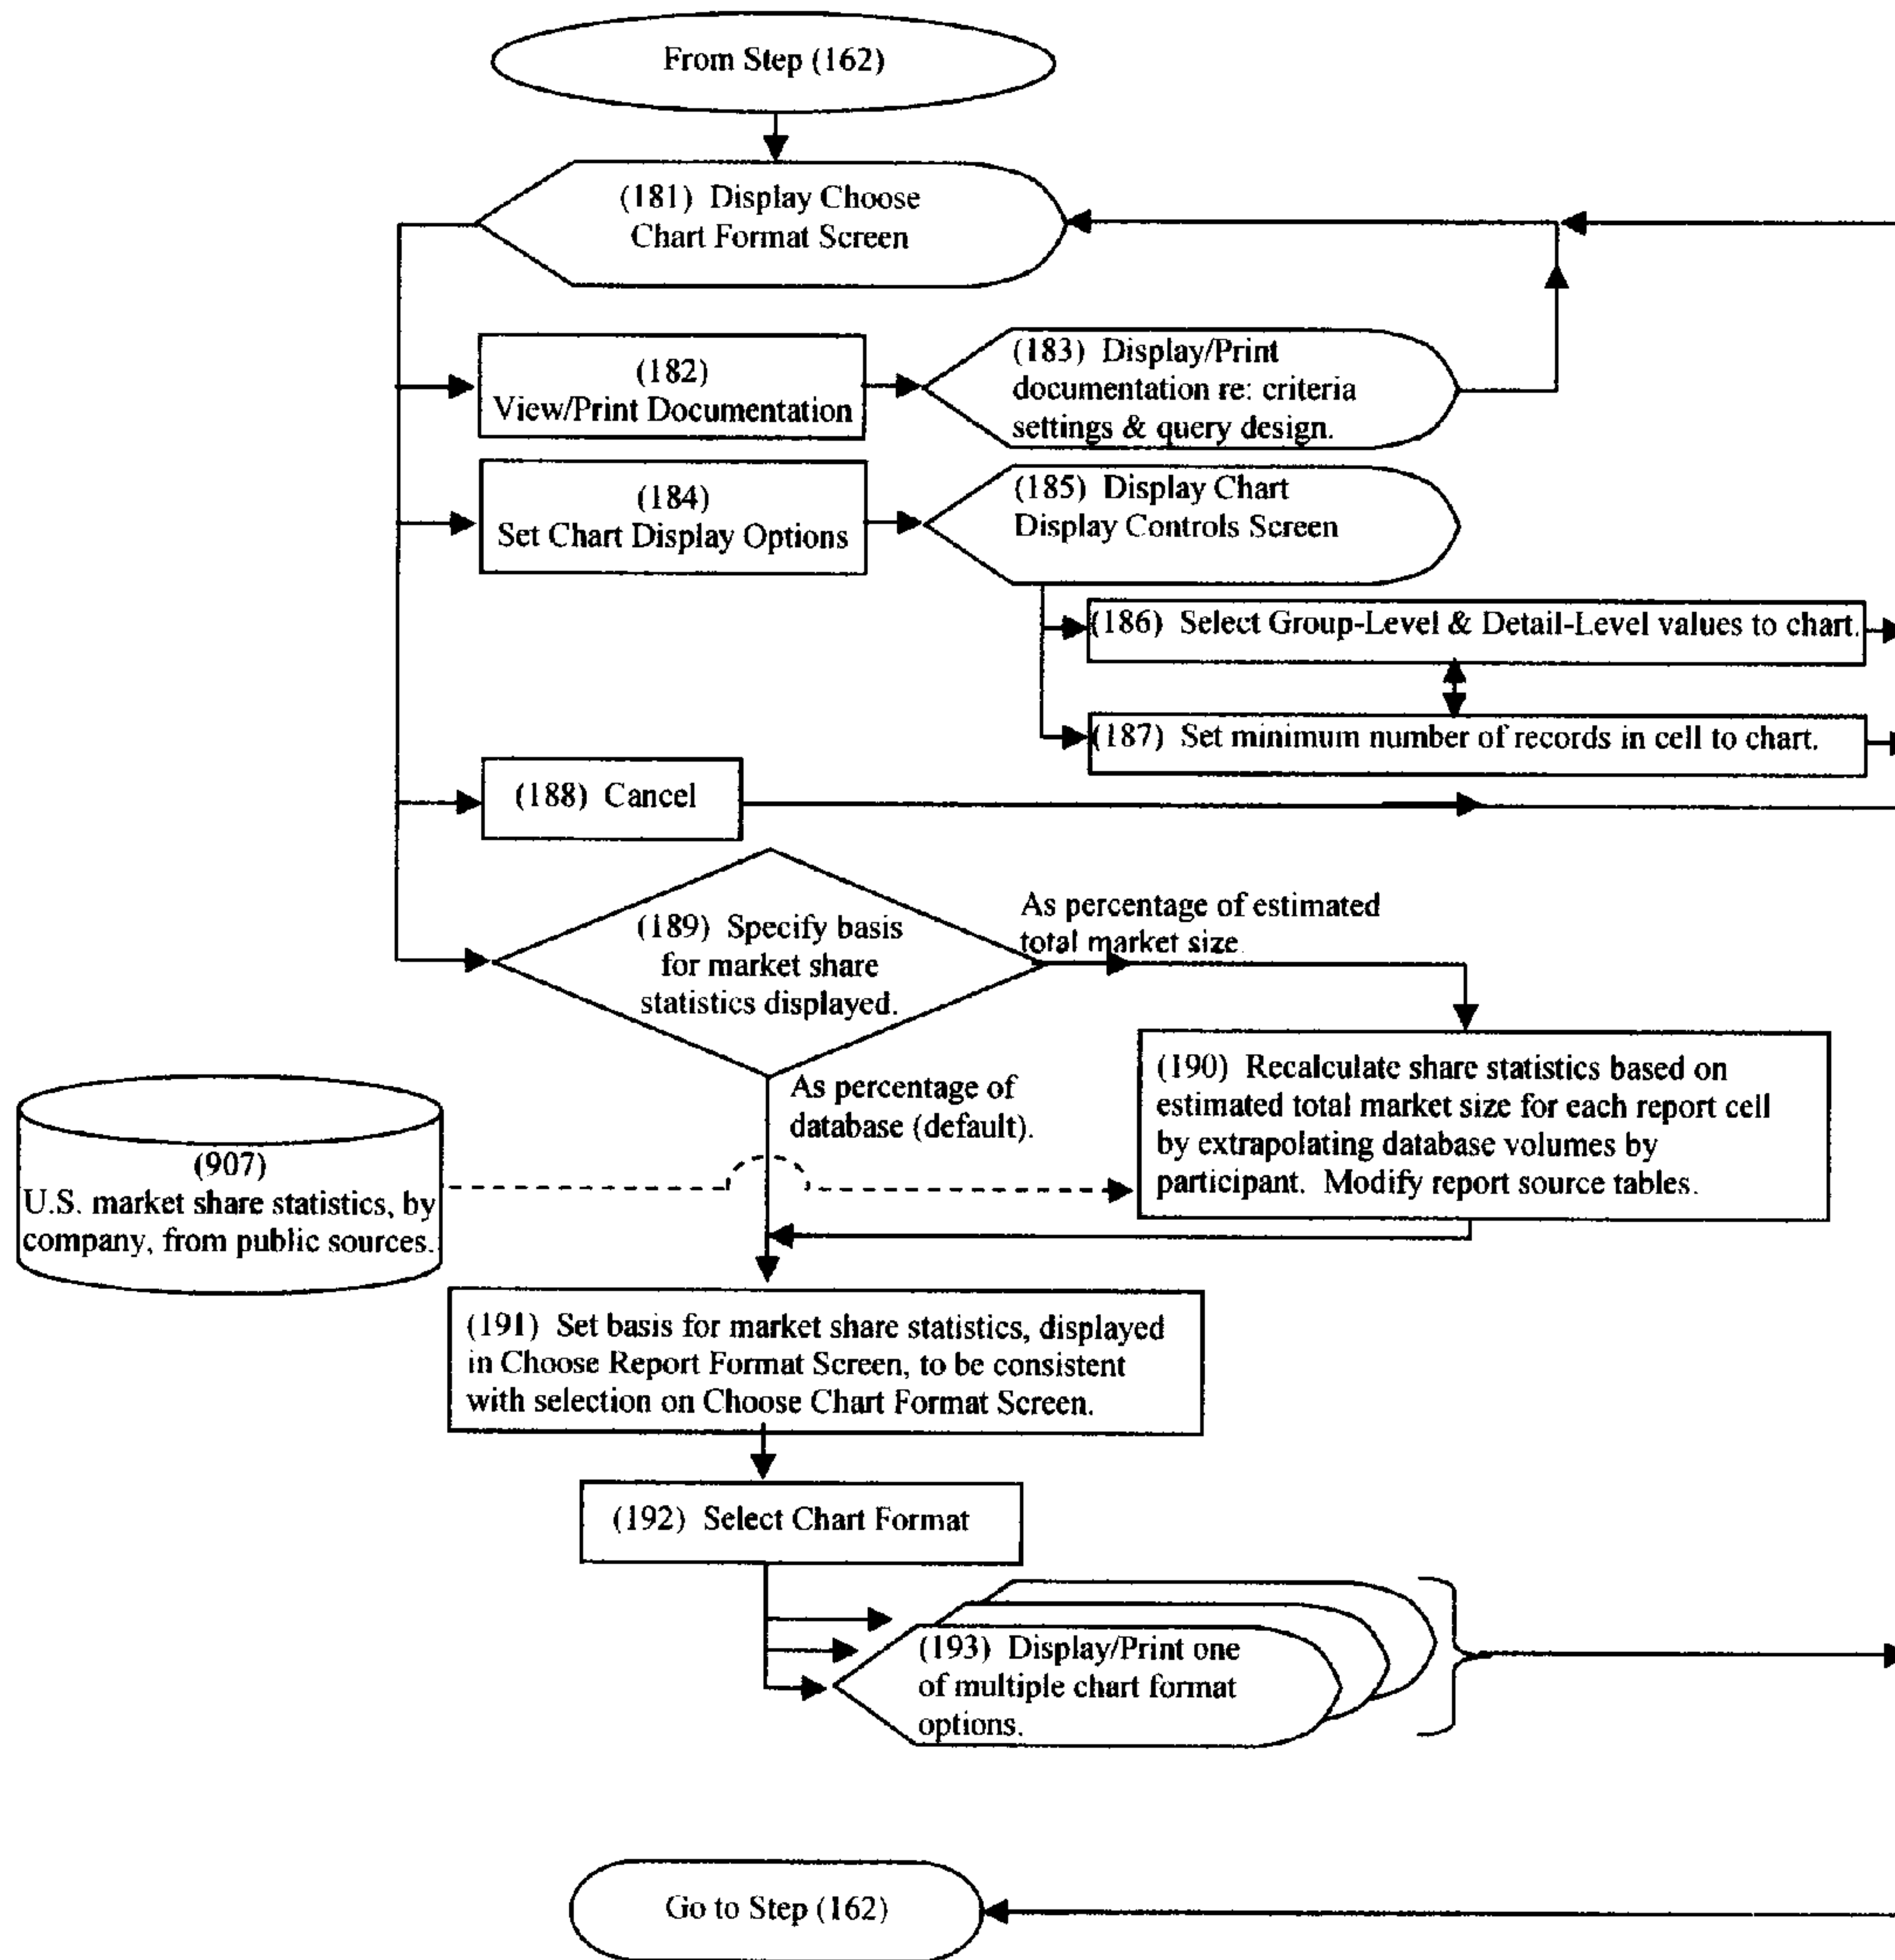 From Step (162)
(181) Display Choose
Chart Format Screen
(182)
View/Print Documentation
(183) Display/Print
documentation re: criteria
settings & query design.
(184)
Set Chart Display Options
(185) Display Chart
Display Controls Screen
(186) Select Group-Level & Detail-Level values to chart.
(187) Set minimum number of records in cell to chart.
(188) Cancel
(189) Specify basis
for market share
statistics displayed.
As percentage of estimated
total market size.
As percentage of
database (default).
(190) Recalculate share statistics based on
estimated total market size for each report cell
by extrapolating database volumes by
participant. Modify report source tables.
(907)
U.S. market share statistics, by
company, from public sources.
(191) Set basis for market share statistics, displayed
in Choose Report Format Screen, to be consistent
with selection on Choose Chart Format Screen.
(192) Select Chart Format
(193) Display/Print one
of multiple chart format
options.
Go to Step (162)